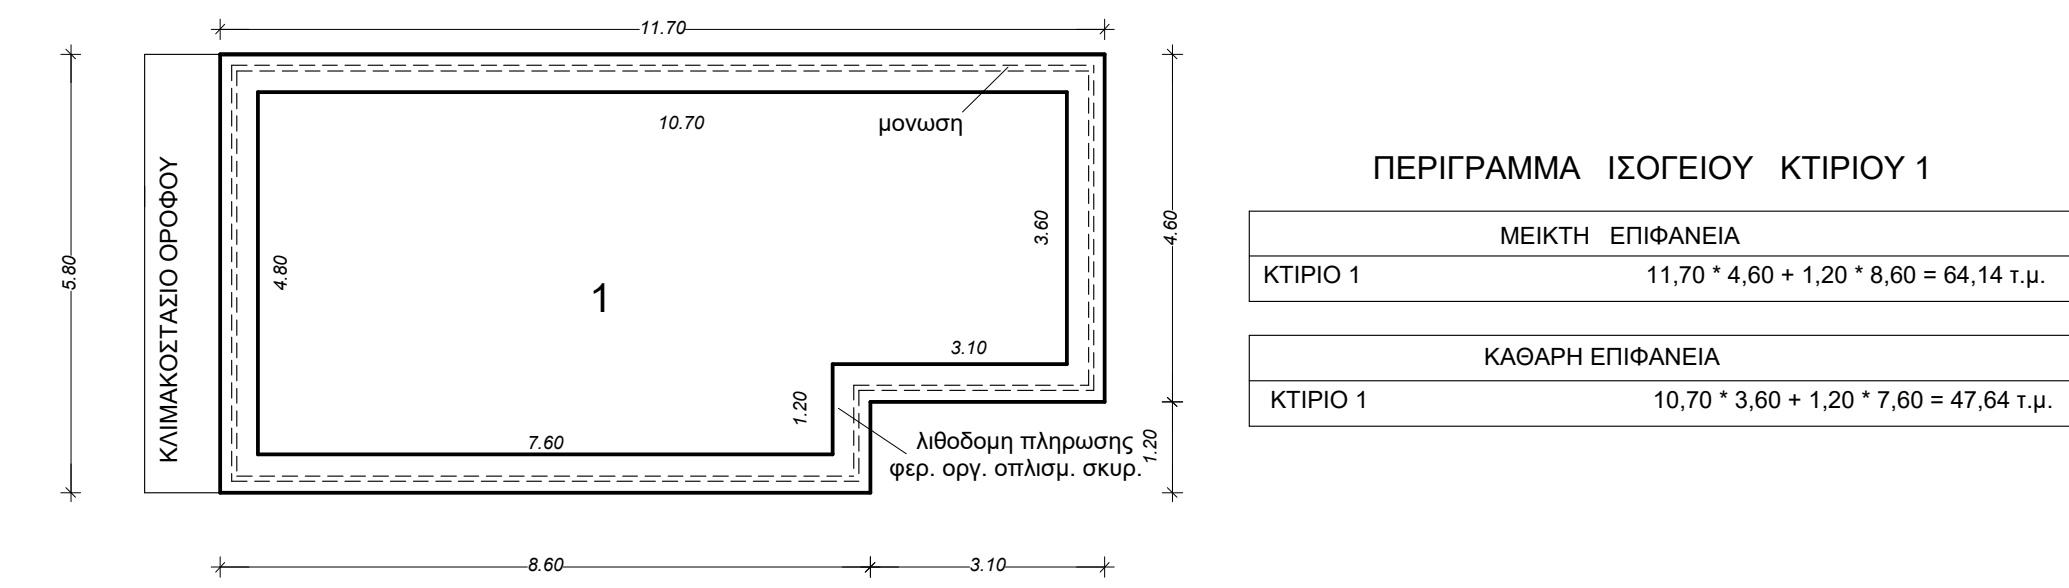 11.70
10.70
μονωση
5.80
ΚΛΙΜΑΚΟΣΤΑΣΙΟ ΟΡΟΦΟΥ
4.80
1
3.60
4.60
3.10
1.20
7.60
λιθοδομη πληρωσης
φερ. οργ. οπλισμ. σκυρ.
1.20
8.60
3.10
ΠΕΡΙΓΡΑΜΜΑ ΙΣΟΓΕΙΟΥ ΚΤΙΡΙΟΥ 1
ΜΕΙΚΤΗ ΕΠΙΦΑΝΕΙΑ
ΚΤΙΡΙΟ 1 11,70 * 4,60 + 1,20 * 8,60 = 64,14 τ.μ.
ΚΑΘΑΡΗ ΕΠΙΦΑΝΕΙΑ
ΚΤΙΡΙΟ 1 10,70 * 3,60 + 1,20 * 7,60 = 47,64 τ.μ.